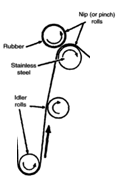 Nip (or pinch)
rolls
Rubber
Stainless
steel
Idler
rolls